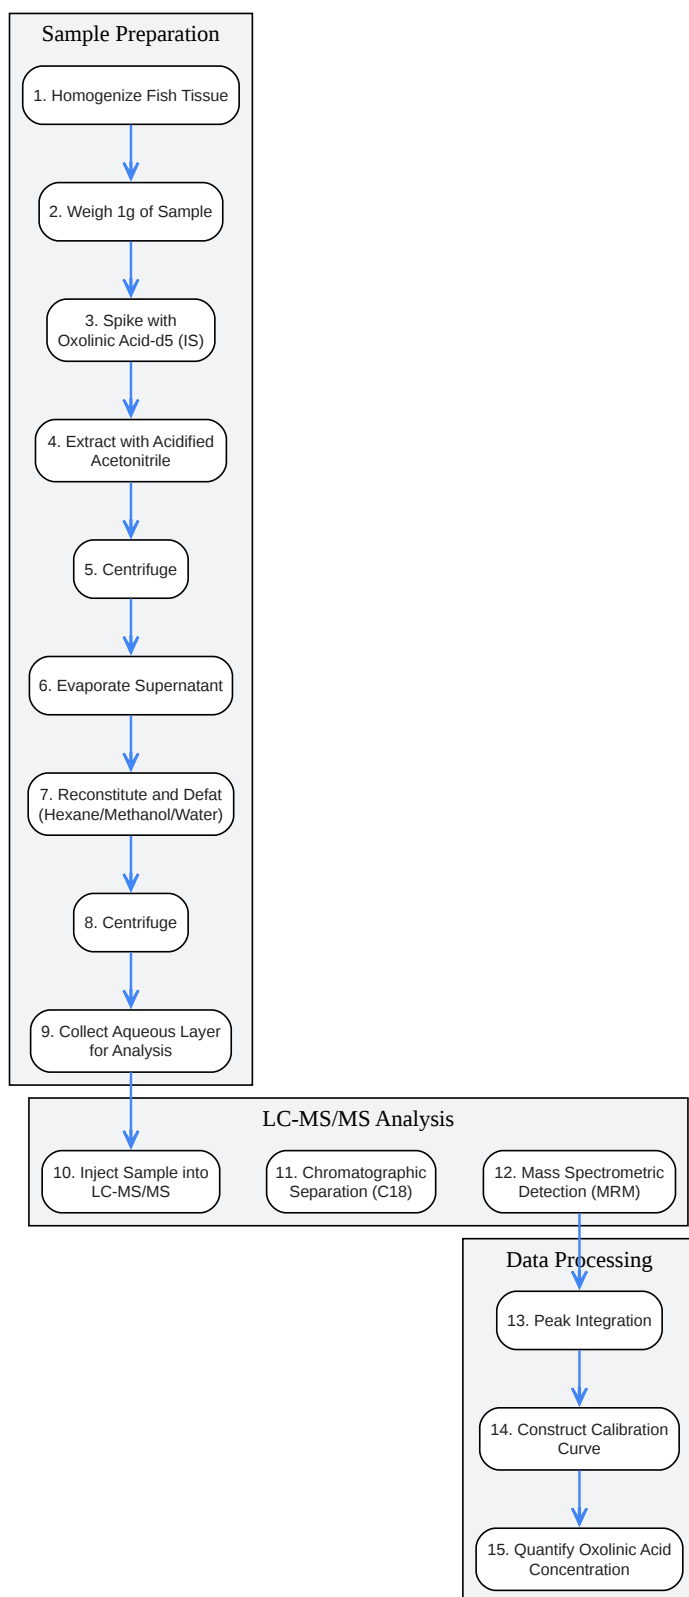 Sample Preparation
1. Homogenize Fish Tissue
2. Weigh 1g of Sample
3. Spike with
Oxolinic Acid-d5 (IS)
4. Extract with Acidified
Acetonitrile
5. Centrifuge
6. Evaporate Supernatant
7. Reconstitute and Defat
(Hexane/Methanol/Water)
8. Centrifuge
9. Collect Aqueous Layer
for Analysis
LC-MS/MS Analysis
10. Inject Sample into
LC-MS/MS
11. Chromatographic
Separation (C18)
12. Mass Spectrometric
Detection (MRM)
Data Processing
13. Peak Integration
14. Construct Calibration
Curve
15. Quantify Oxolinic Acid
Concentration